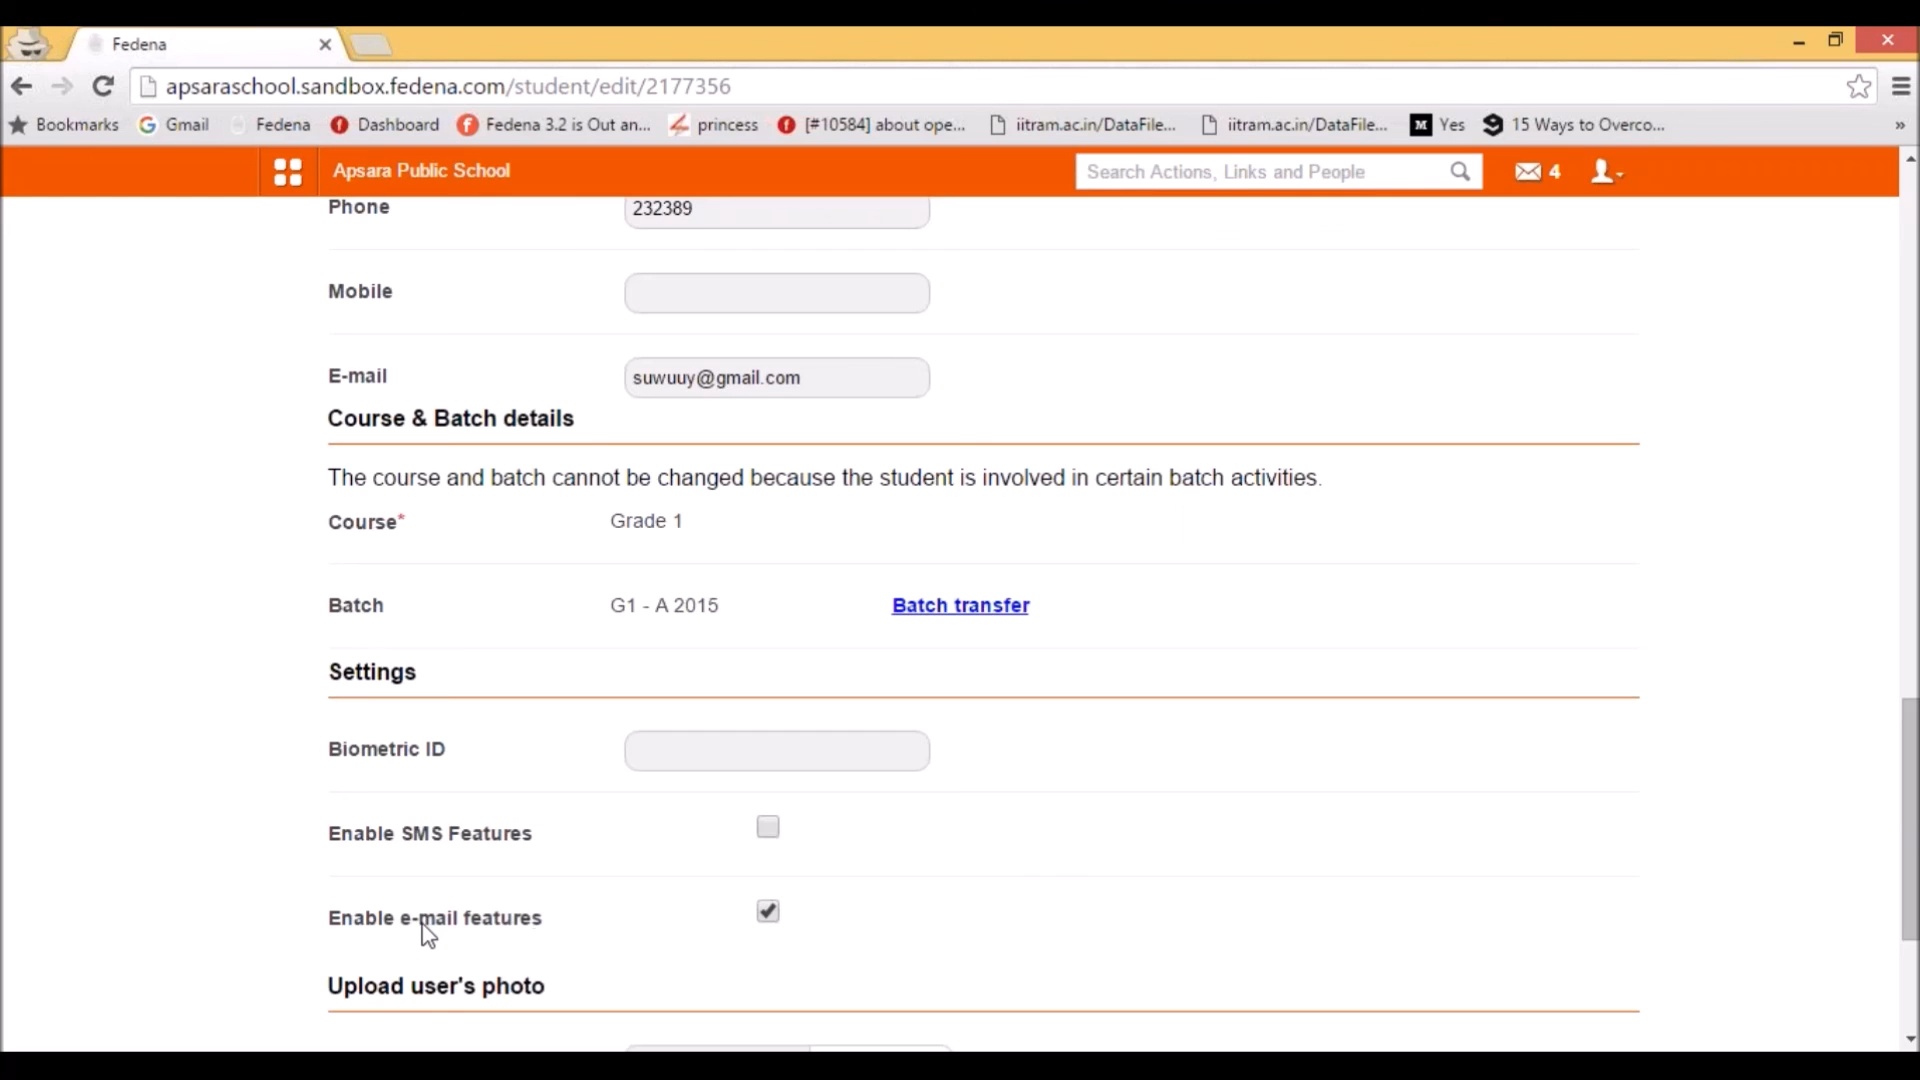 Fedena
apsaraschool.sandbox.fedena.com/student/edit/2177356
Bookmarks Gmail Fedena Dashboard Fedena 3.2 is Out an... princess [#10584] about ope... iitram.ac.in/DataFile... iitram.ac.in/DataFile... M Yes 15 Ways to Overco... »
Apsara Public School Search Actions, Links and People 4
Phone 232389
Mobile
E-mail suwuuy@gmail.com
Course & Batch details
The course and batch cannot be changed because the student is involved in certain batch activities.
Course* Grade 1
Batch G1 - A 2015 Batch transfer
Settings
Biometric ID
Enable SMS Features
Enable e-mail features
Upload user's photo